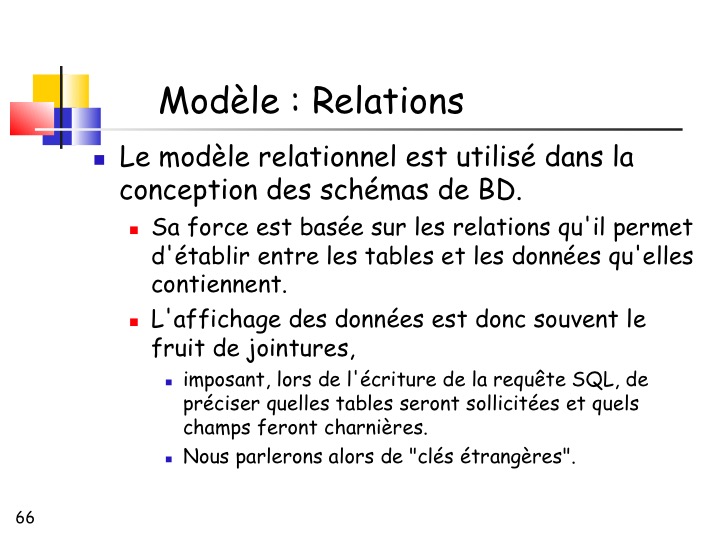 Modèle : Relations
Le modèle relationnel est utilisé dans la
conception des schémas de BD.
Sa force est basée sur les relations qu'il permet
d'établir entre les tables et les données qu'elles
contiennent.
L'affichage des données est donc souvent le
fruit de jointures,
imposant, lors de l'écriture de la requête SQL, de
préciser quelles tables seront sollicitées et quels
champs feront charnières.
Nous parlerons alors de "clés étrangères".
66